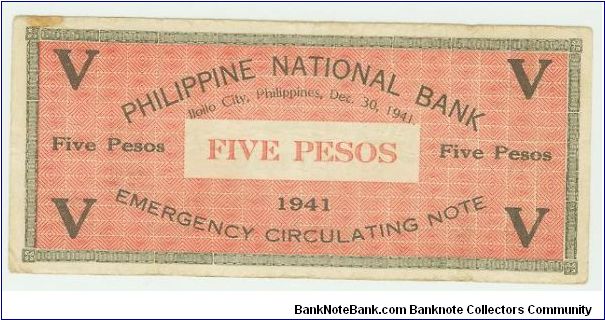 V V
PHILIPPINE NATIONAL BANK
Iloilo City, Philippines, Dec. 30, 1941.
Five Pesos FIVE PESOS Five Pesos
1941
EMERGENCY CIRCULATING NOTE
V V
BankNoteBank.com Banknote Collectors Community